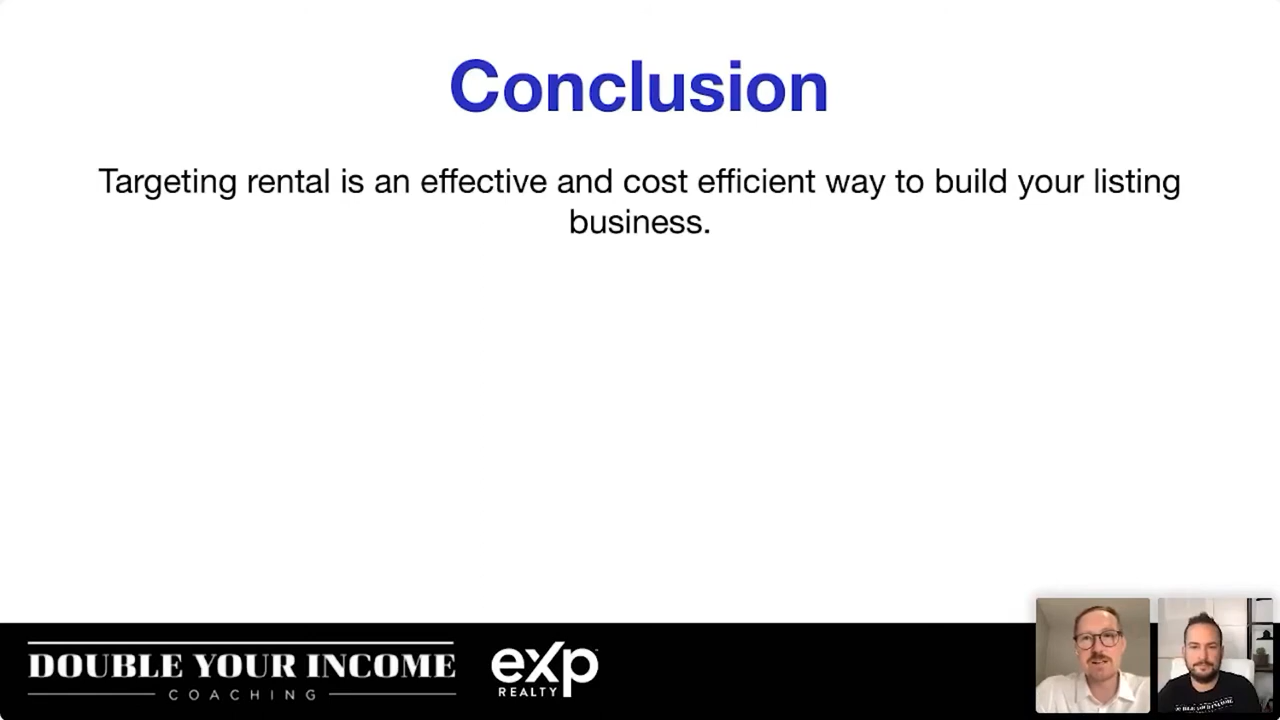 Conclusion
Targeting rental is an effective and cost efficient way to build your listing
business.
DOUBLE YOUR INCOME
COACHING
eXp
REALTY